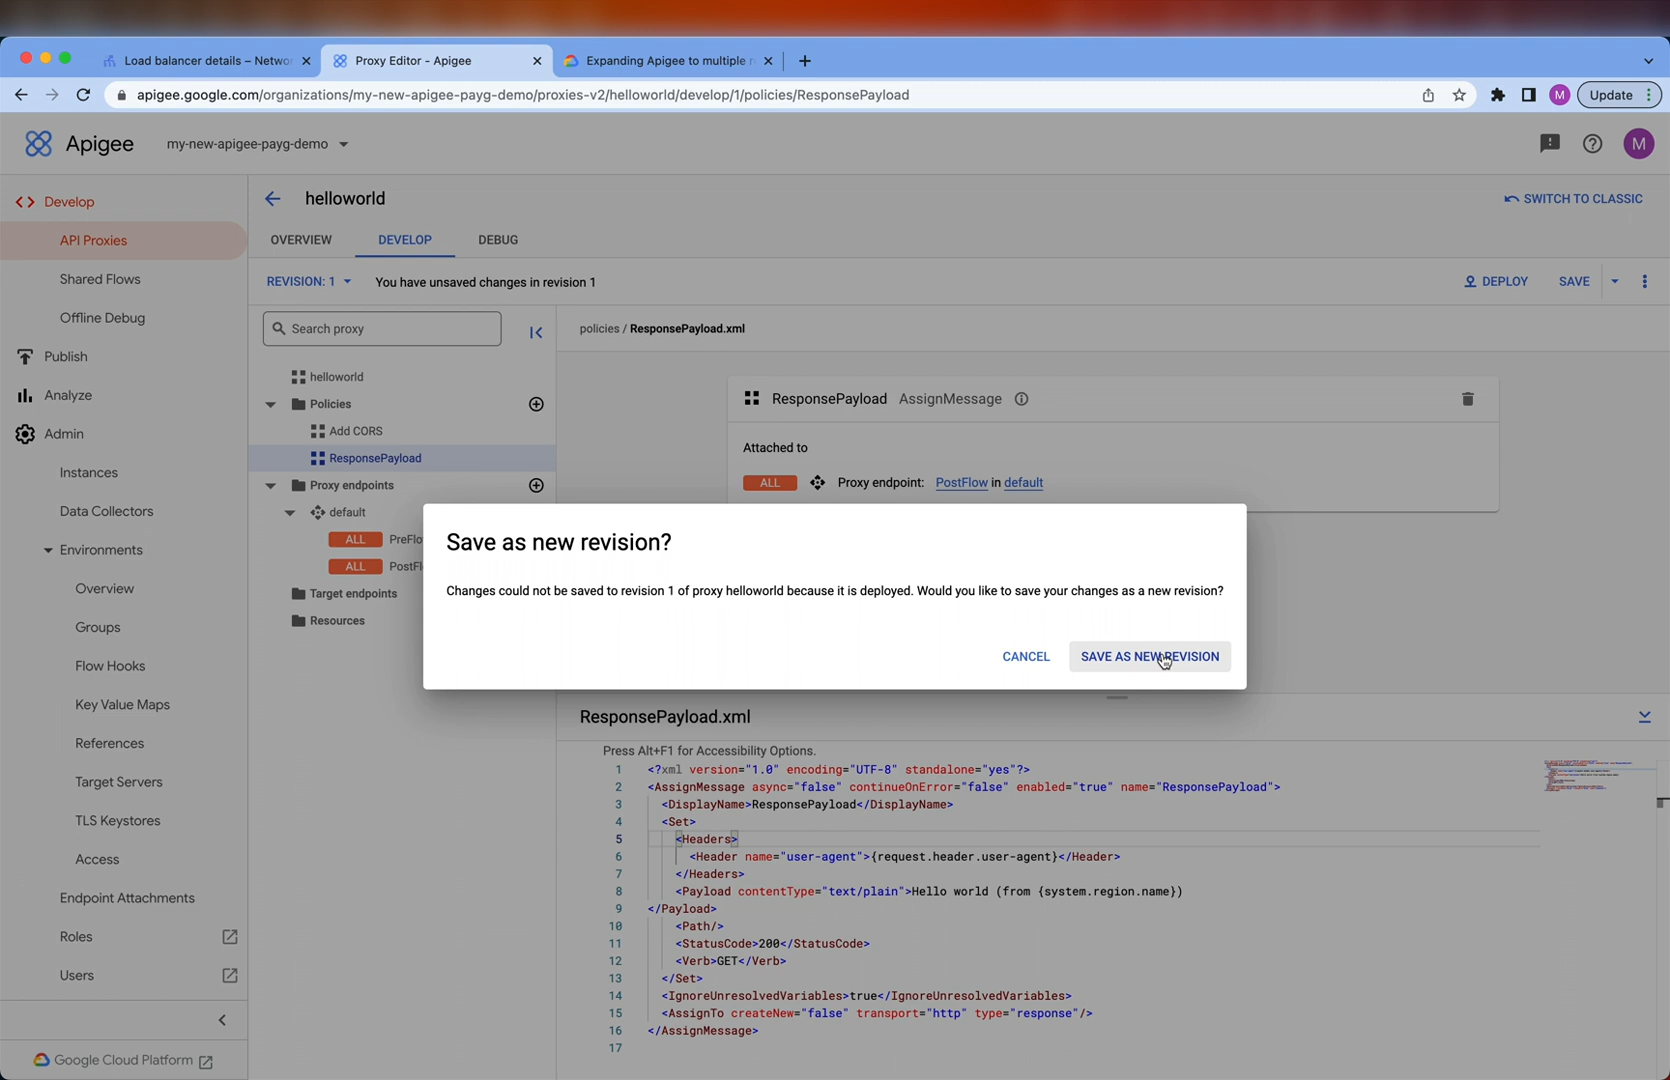 Load balancer details – Netwo
Proxy Editor - Apigee
Expanding Apigee to multiple r
apigee.google.com/organizations/my-new-apigee-payg-demo/proxies-v2/helloworld/develop/1/policies/ResponsePayload
M
Update
Apigee
my-new-apigee-payg-demo
M
Develop
API Proxies
Shared Flows
Offline Debug
Publish
Analyze
Admin
Instances
Data Collectors
Environments
Overview
Groups
Flow Hooks
Key Value Maps
References
Target Servers
TLS Keystores
Access
Endpoint Attachments
Roles
Users
Google Cloud Platform
helloworld
SWITCH TO CLASSIC
OVERVIEW
DEVELOP
DEBUG
REVISION: 1
You have unsaved changes in revision 1
DEPLOY
SAVE
Search proxy
helloworld
Policies
Add CORS
ResponsePayload
Proxy endpoints
default
ALL PreFlo
ALL PostFl
Target endpoints
Resources
policies / ResponsePayload.xml
ResponsePayload AssignMessage
Attached to
ALL Proxy endpoint: PostFlow in default
Save as new revision?
Changes could not be saved to revision 1 of proxy helloworld because it is deployed. Would you like to save your changes as a new revision?
CANCEL
SAVE AS NEW REVISION
ResponsePayload.xml
Press Alt+F1 for Accessibility Options.
1 <?xml version="1.0" encoding="UTF-8" standalone="yes"?>
2 <AssignMessage async="false" continueOnError="false" enabled="true" name="ResponsePayload">
3 <DisplayName>ResponsePayload</DisplayName>
4 <Set>
5 <Headers>
6 <Header name="user-agent">{request.header.user-agent}</Header>
7 </Headers>
8 <Payload contentType="text/plain">Hello world (from {system.region.name})
9 </Payload>
10 <Path/>
11 <StatusCode>200</StatusCode>
12 <Verb>GET</Verb>
13 </Set>
14 <IgnoreUnresolvedVariables>true</IgnoreUnresolvedVariables>
15 <AssignTo createNew="false" transport="http" type="response"/>
16 </AssignMessage>
17